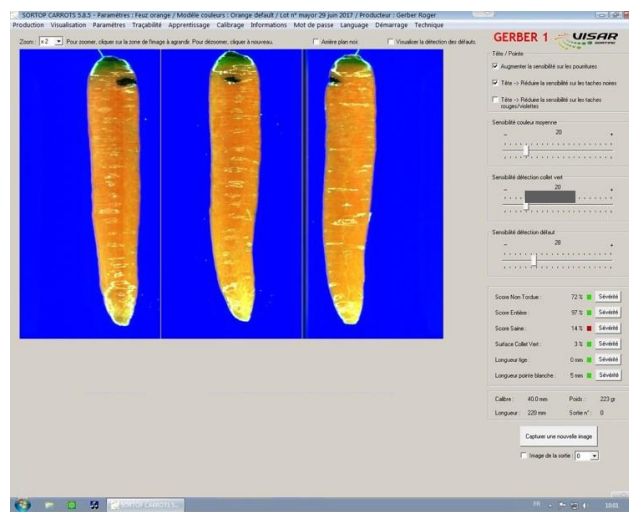 SORTOP CARROTS 5.8.5 - Paramètres : Feuz orange / Modèle couleurs : Orange default / Lot n° mayor 29 juin 2017 / Producteur : Gerber Roger
Production Visualisation Paramètres Traçabilité Apprentissage Calibrage Informations Mot de passe Langage Démarrage Technique
Zoom : x 2 Pour zoomer, cliquer sur la zone de l'image à agrandir. Pour dézoomer, cliquer à nouveau. Arrière plan noir Visualiser la détection des défauts
GERBER 1 VISAR
Tête / Pointe
Augmenter la sensibilité sur les pourritures
Tête -> Réduire la sensibilité sur les taches noires
Tête -> Réduire la sensibilité sur les taches
rouges/violettes
Sensibilité couleur moyenne
- 20 +
Sensibilité détection collet vert
- 20 +
Sensibilité détection défaut
- 28 +
Score Non Tordue : 72 % Sévérité
Score Entière : 97 % Sévérité
Score Saine : 14 % Sévérité
Surface Collet Vert : 3 % Sévérité
Longueur tige : 0 mm Sévérité
Longueur pointe blanche : 5 mm Sévérité
Calibre : 40.0 mm Poids : 223 gr
Longueur : 220 mm Sortie n° : 0
Capturer une
nouvelle image
Image de la sortie : 0
SORTOP CARROTS 5...
FR 10:01